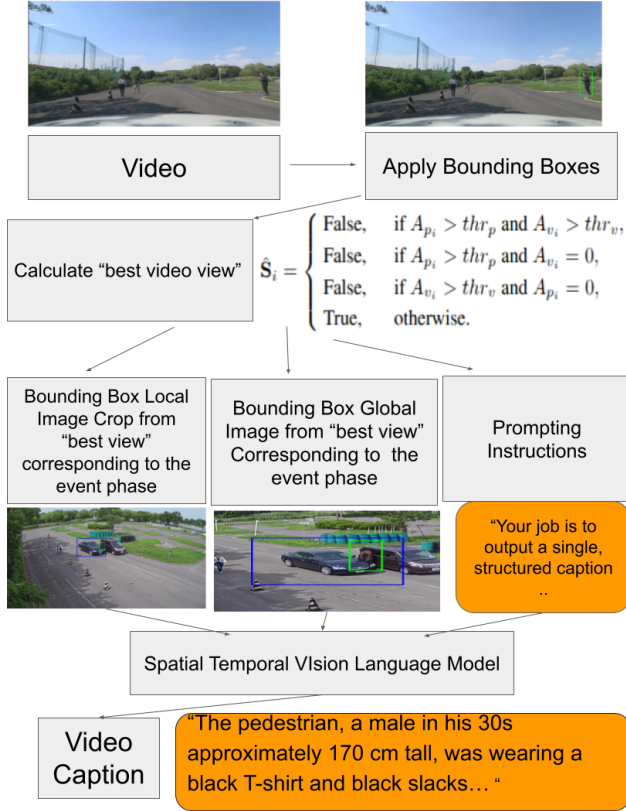 Video
Apply Bounding Boxes
Calculate “best video view”
Ŝᵢ = {
False, if A_{p_i} > thr_p and A_{v_i} > thr_v,
False, if A_{p_i} > thr_p and A_{v_i} = 0,
False, if A_{v_i} > thr_v and A_{p_i} = 0,
True, otherwise.
Bounding Box Local
Image Crop from
“best view”
corresponding to the
event phase
Bounding Box Global
Image from “best view”
Corresponding to the
event phase
Prompting
Instructions
“Your job is to
output a single,
structured caption
..
Spatial Temporal VIsion Language Model
Video
Caption
“The pedestrian, a male in his 30s
approximately 170 cm tall, was wearing a
black T-shirt and black slacks… “